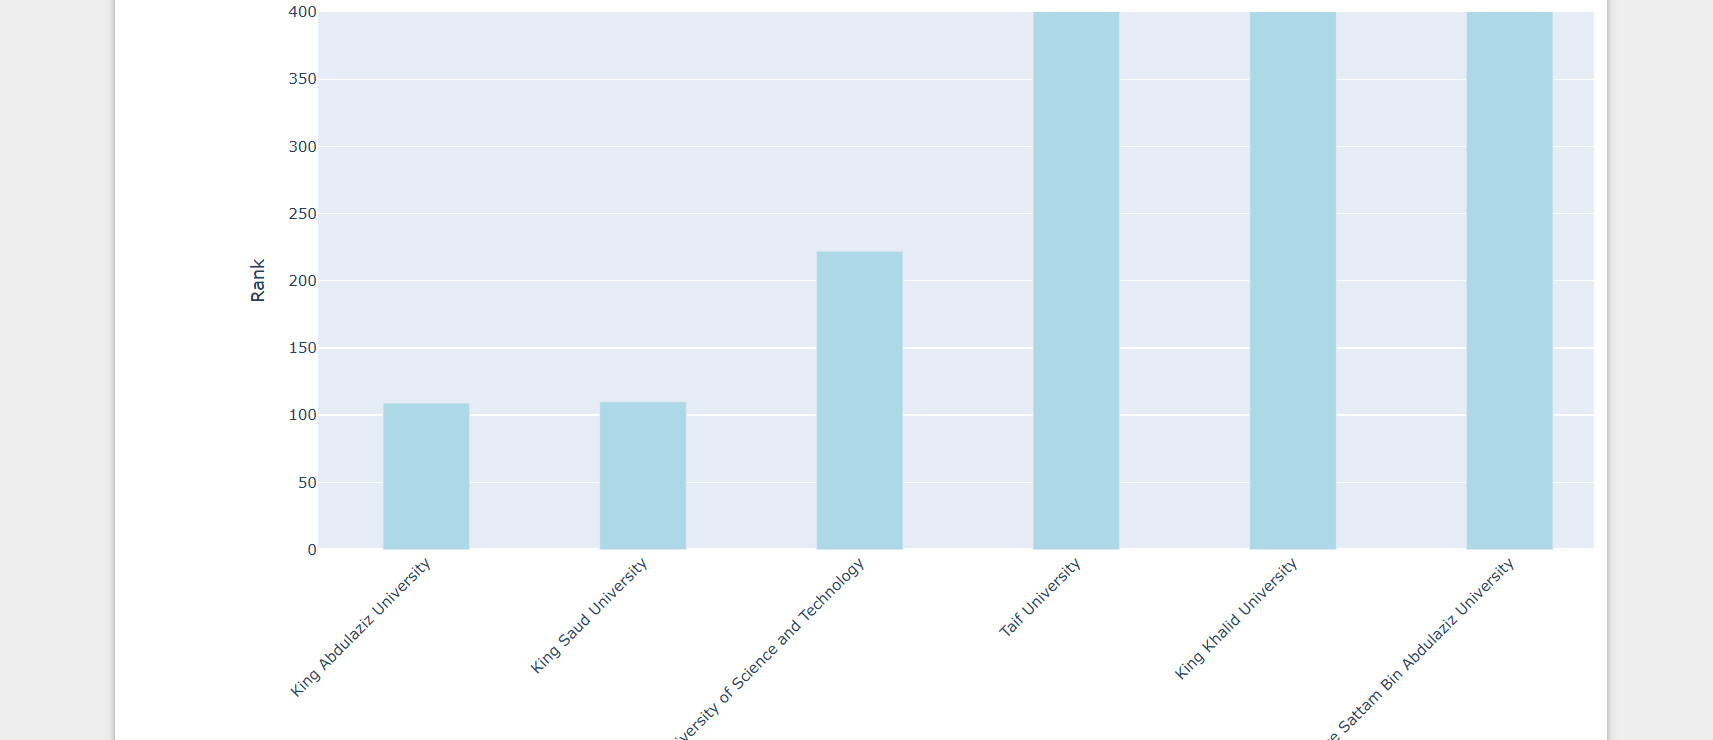 400
350
300
250
200
150
100
50
0
Rank
King Abdulaziz University
King Saud University
of Science and Technology
Taif University
King Khalid University
Sattam Bin Abdulaziz University